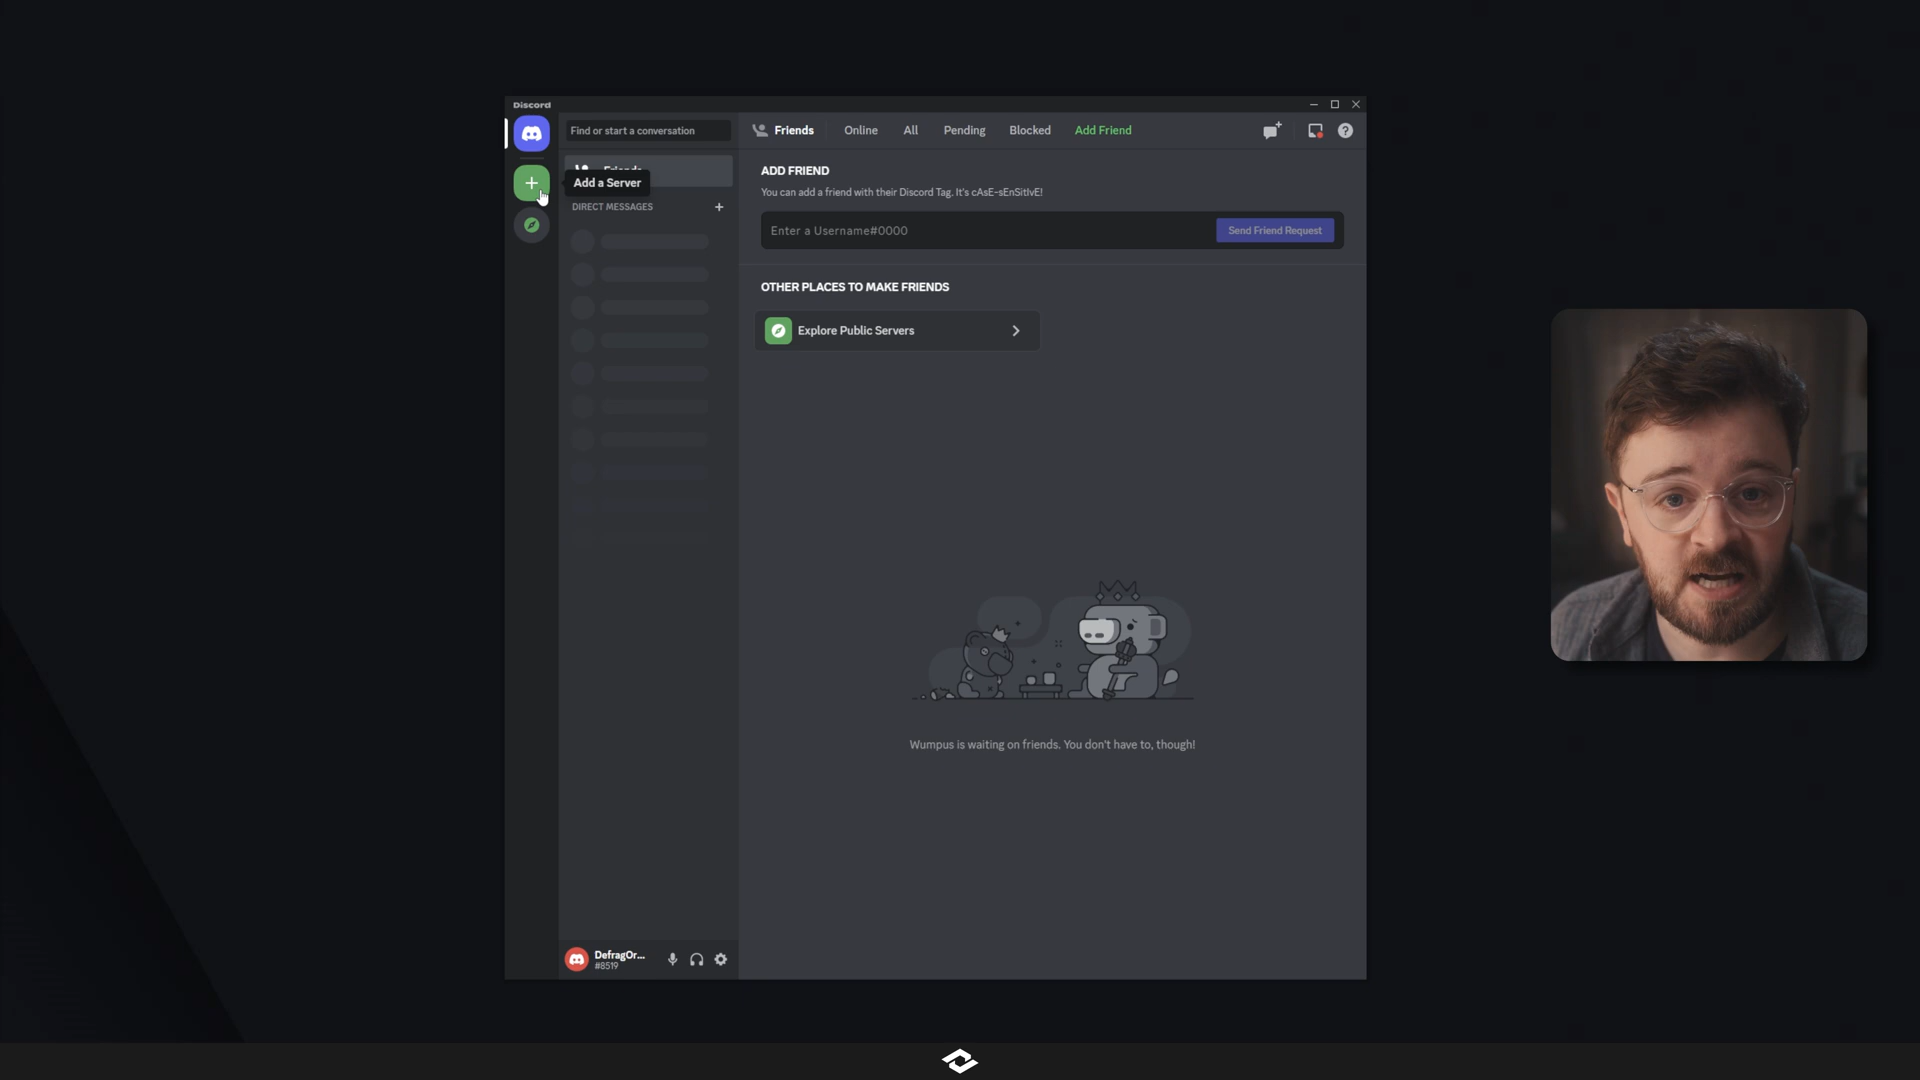 Discord
Find or start a conversation
Friends
Online
All
Pending
Blocked
Add Friend
Friends
Add a Server
DIRECT MESSAGES
ADD FRIEND
You can add a friend with their Discord Tag. It's cAsE-sEnSitIvE!
Enter a Username#0000
Send Friend Request
OTHER PLACES TO MAKE FRIENDS
Explore Public Servers
Wumpus is waiting on friends. You don't have to, though!
DefragOr...
#8519